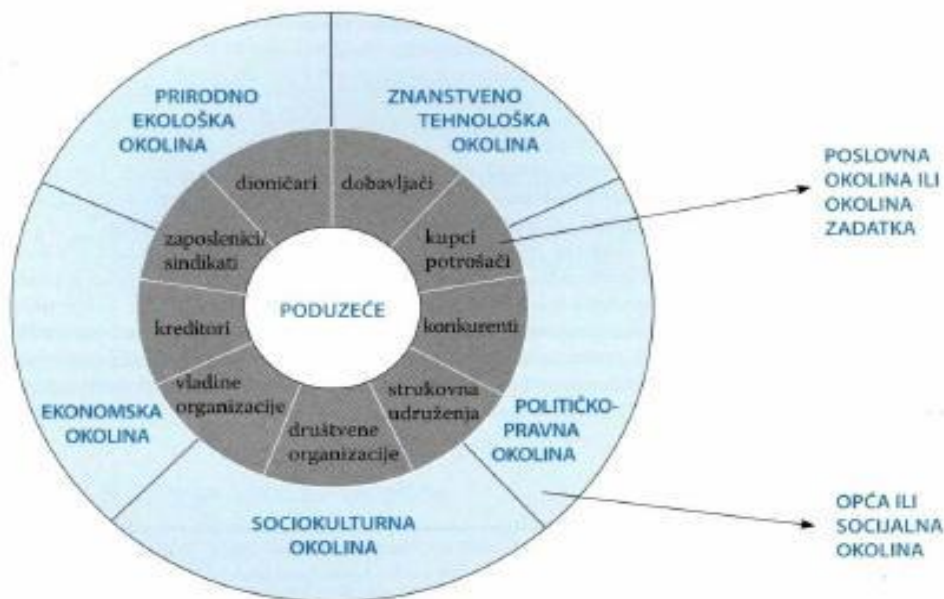 PRIRODNO
EKOLOŠKA
OKOLINA
ZNANSTVENO
TEHNOLOŠKA
OKOLINA
POSLOVNA
OKOLINA ILI
OKOLINA
ZADATKA
dioničari
dobavljači
zaposlenici/
sindikati
kupci
potrošači
PODUZEĆE
kreditori
konkurenti
vladine
organizacije
strukovna
udruženja
društvene
organizacije
EKONOMSKA
OKOLINA
POLITIČKO-
PRAVNA
OKOLINA
SOCIOKULTURNA
OKOLINA
OPĆA ILI
SOCIJALNA
OKOLINA